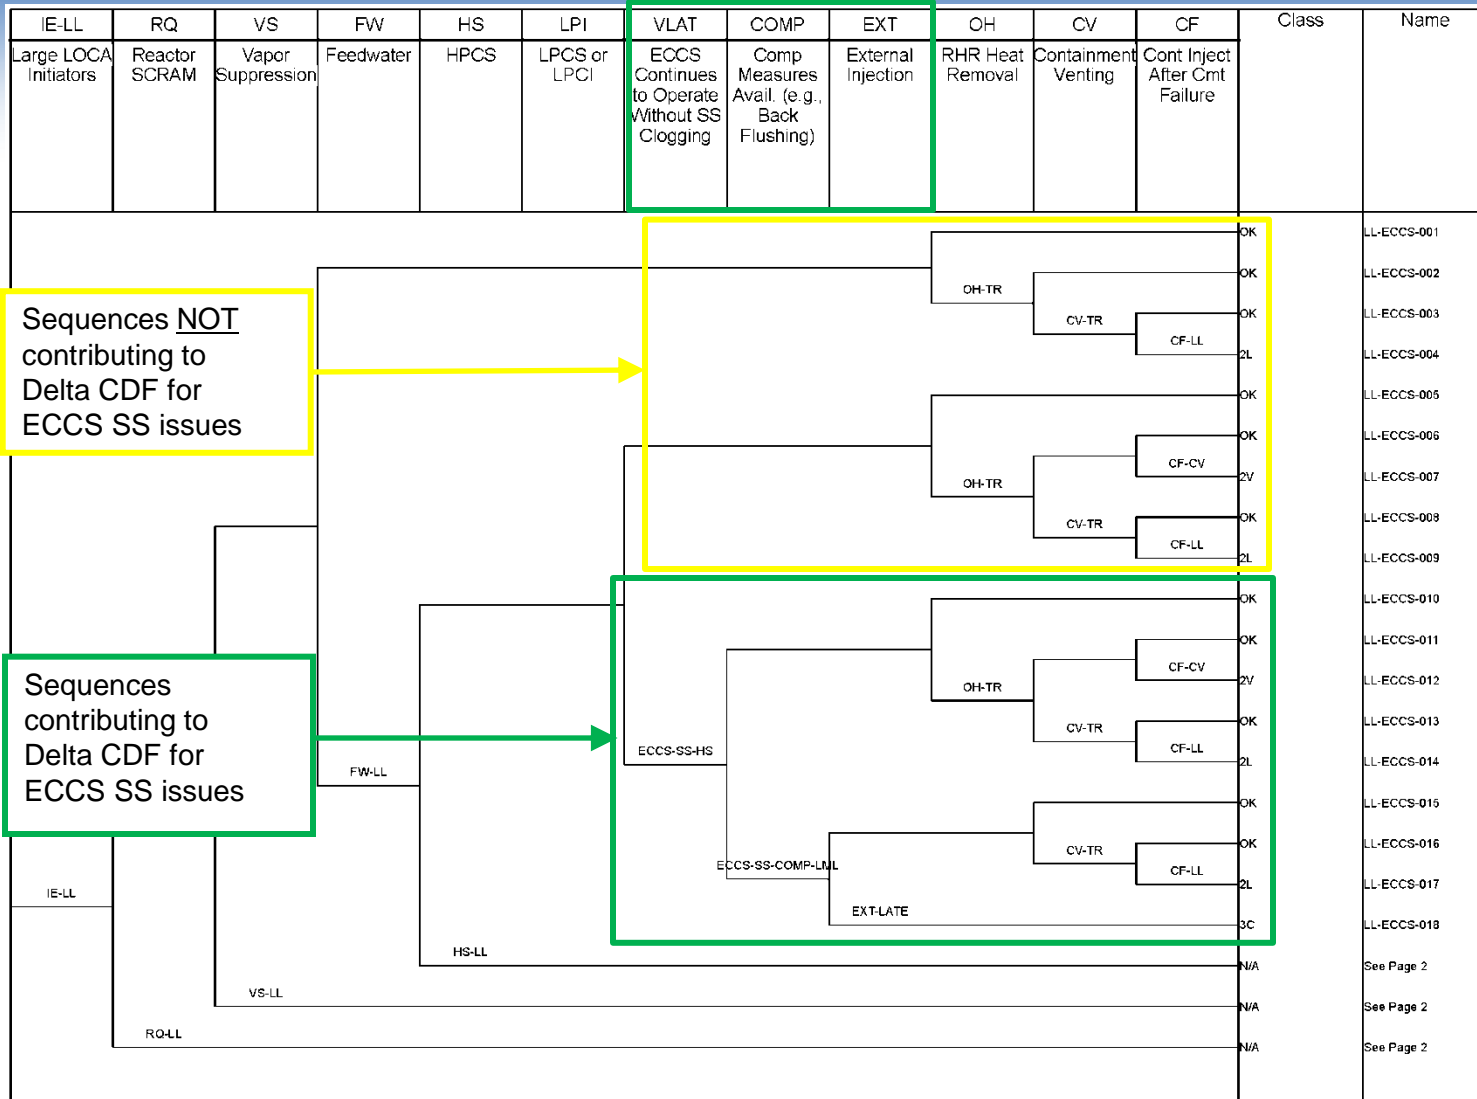 IE-LL RQ VS FW HS LPI VLAT COMP EXT OH CV CF Class Name
Large LOCA Initiators
Reactor SCRAM
Vapor Suppression
Feedwater
HPCS
LPCS or LPCI
ECCS Continues to Operate Without SS Clogging
Comp Measures Avail. (e.g., Back Flushing)
External Injection
RHR Heat Removal
Containment Venting
Cont Inject After Cmt Failure
OK LL-ECCS-001
OK LL-ECCS-002
OH-TR
OK LL-ECCS-003
CV-TR
CF-LL
2L LL-ECCS-004
Sequences NOT
contributing to
Delta CDF for
ECCS SS issues
OK LL-ECCS-005
OK LL-ECCS-006
CF-CV
2V LL-ECCS-007
OH-TR
OK LL-ECCS-008
CV-TR
CF-LL
2L LL-ECCS-009
OK LL-ECCS-010
OK LL-ECCS-011
CF-CV
2V LL-ECCS-012
OH-TR
Sequences
contributing to
Delta CDF for
ECCS SS issues
OK LL-ECCS-013
CV-TR
CF-LL
ECCS-SS-HS
2L LL-ECCS-014
FW-LL
OK LL-ECCS-015
OK LL-ECCS-016
CV-TR
CF-LL
ECCS-SS-COMP-LML
2L LL-ECCS-017
IE-LL
EXT-LATE
3C LL-ECCS-018
HS-LL
N/A See Page 2
VS-LL
N/A See Page 2
RQ-LL
N/A See Page 2